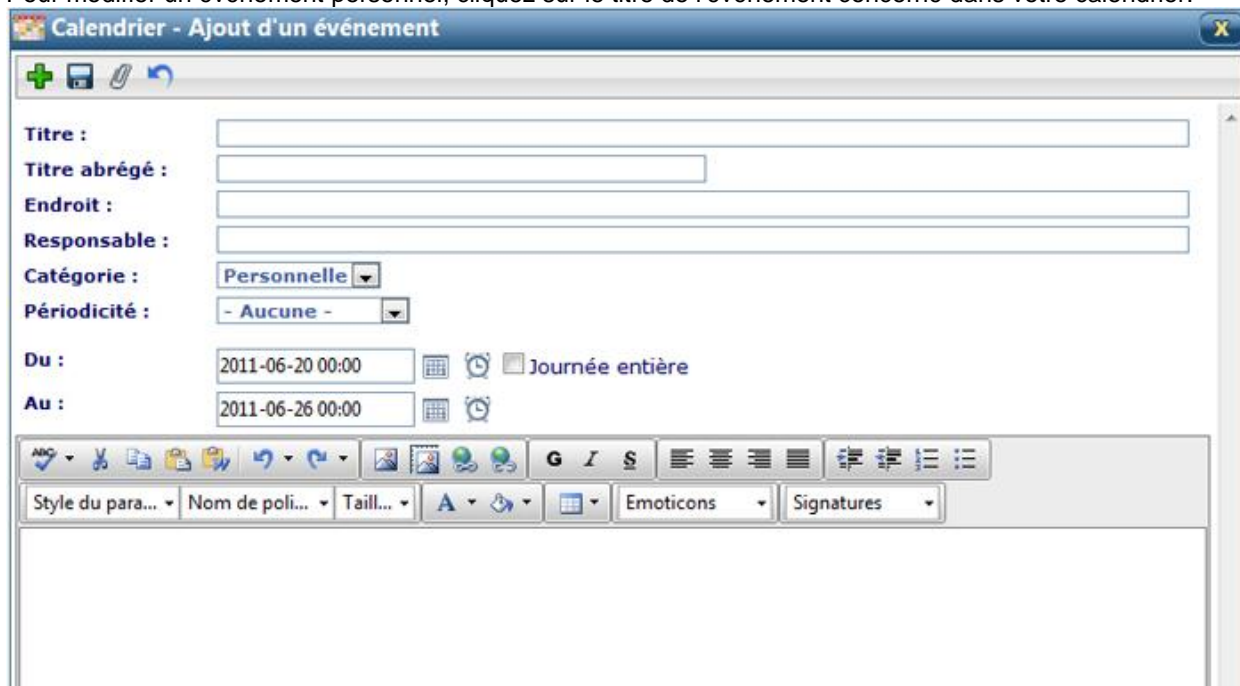 Pour modifier un événement personnel, cliquez sur le titre de l'événement concerné dans votre calendrier.
Calendrier - Ajout d'un événement
X
Titre :
Titre abrégé :
Endroit :
Responsable :
Catégorie : Personnelle
Périodicité : - Aucune -
Du : 2011-06-20 00:00 Journée entière
Au : 2011-06-26 00:00
ABC G I S
Style du para... Nom de poli... Taill... A Emoticons Signatures